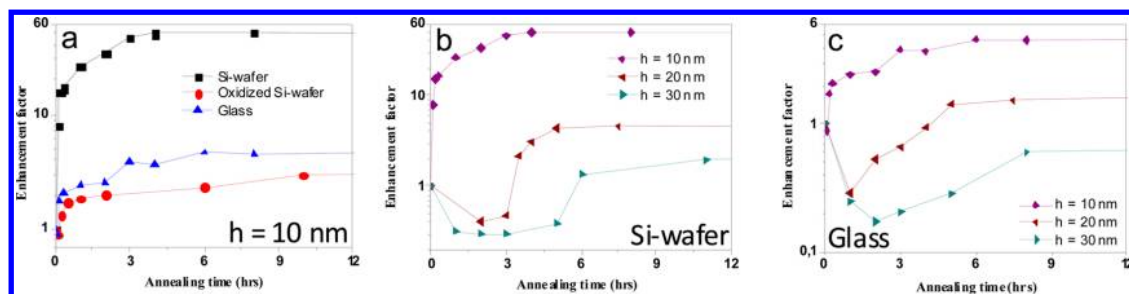 a
60
10
1
Enhancement factor
Si-wafer
Oxidized Si-wafer
Glass
h = 10 nm
0 3 6 9 12
Annealing time (hrs)
b
60
10
1
Enhancement factor
h = 10 nm
h = 20 nm
h = 30 nm
Si-wafer
0 3 6 9 12
Annealing time (hrs)
c
6
1
0,1
Enhancement factor
h = 10 nm
h = 20 nm
h = 30 nm
Glass
0 3 6 9 12
Annealing time (hrs)